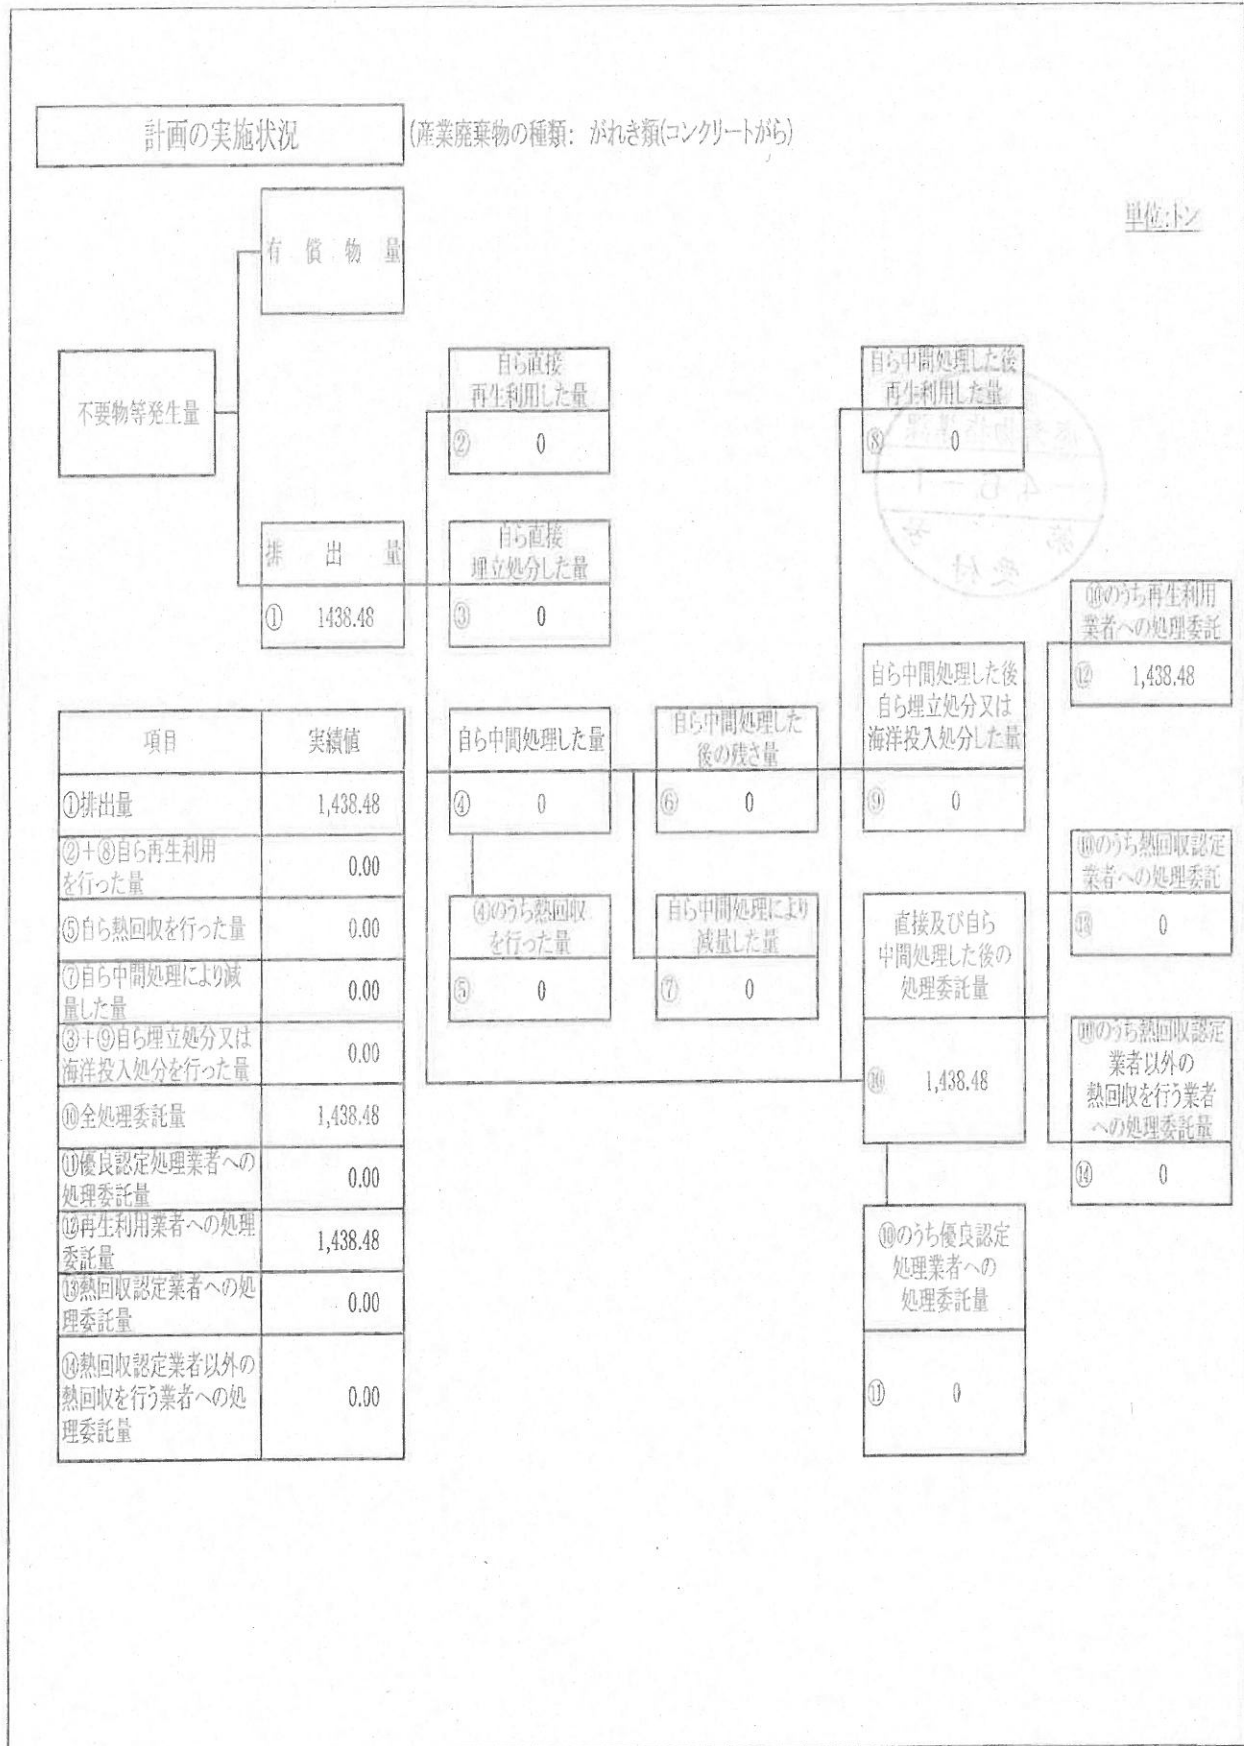 計画の実施状況
(産業廃棄物の種類: がれき類(コンクリートがら)
単位:トン
有償物量
不要物等発生量
排出量
① 1438.48
自ら直接
再生利用した量
② 0
自ら直接
埋立処分した量
③ 0
自ら中間処理した量
④ 0
④のうち熱回収
を行った量
⑤ 0
自ら中間処理した
後の残さ量
⑥ 0
自ら中間処理により
減量した量
⑦ 0
自ら中間処理した後
再生利用した量
⑧ 0
自ら中間処理した後
自ら埋立処分又は
海洋投入処分した量
⑨ 0
直接及び自ら
中間処理した後の
処理委託量
⑩ 1,438.48
⑩のうち優良認定
処理業者への
処理委託量
⑪ 0
⑩のうち再生利用
業者への処理委託
⑫ 1,438.48
⑩のうち熱回収認定
業者への処理委託
⑬ 0
⑩のうち熱回収認定
業者以外の
熱回収を行う業者
への処理委託量
⑭ 0
項目 実績値
①排出量 1,438.48
②+⑧自ら再生利用
を行った量 0.00
⑤自ら熱回収を行った量 0.00
⑦自ら中間処理により減
量した量 0.00
③+⑨自ら埋立処分又は
海洋投入処分を行った量 0.00
⑩全処理委託量 1,438.48
⑪優良認定処理業者への
処理委託量 0.00
⑫再生利用業者への処理
委託量 1,438.48
⑬熱回収認定業者への処
理委託量 0.00
⑭熱回収認定業者以外の
熱回収を行う業者への処
理委託量 0.00